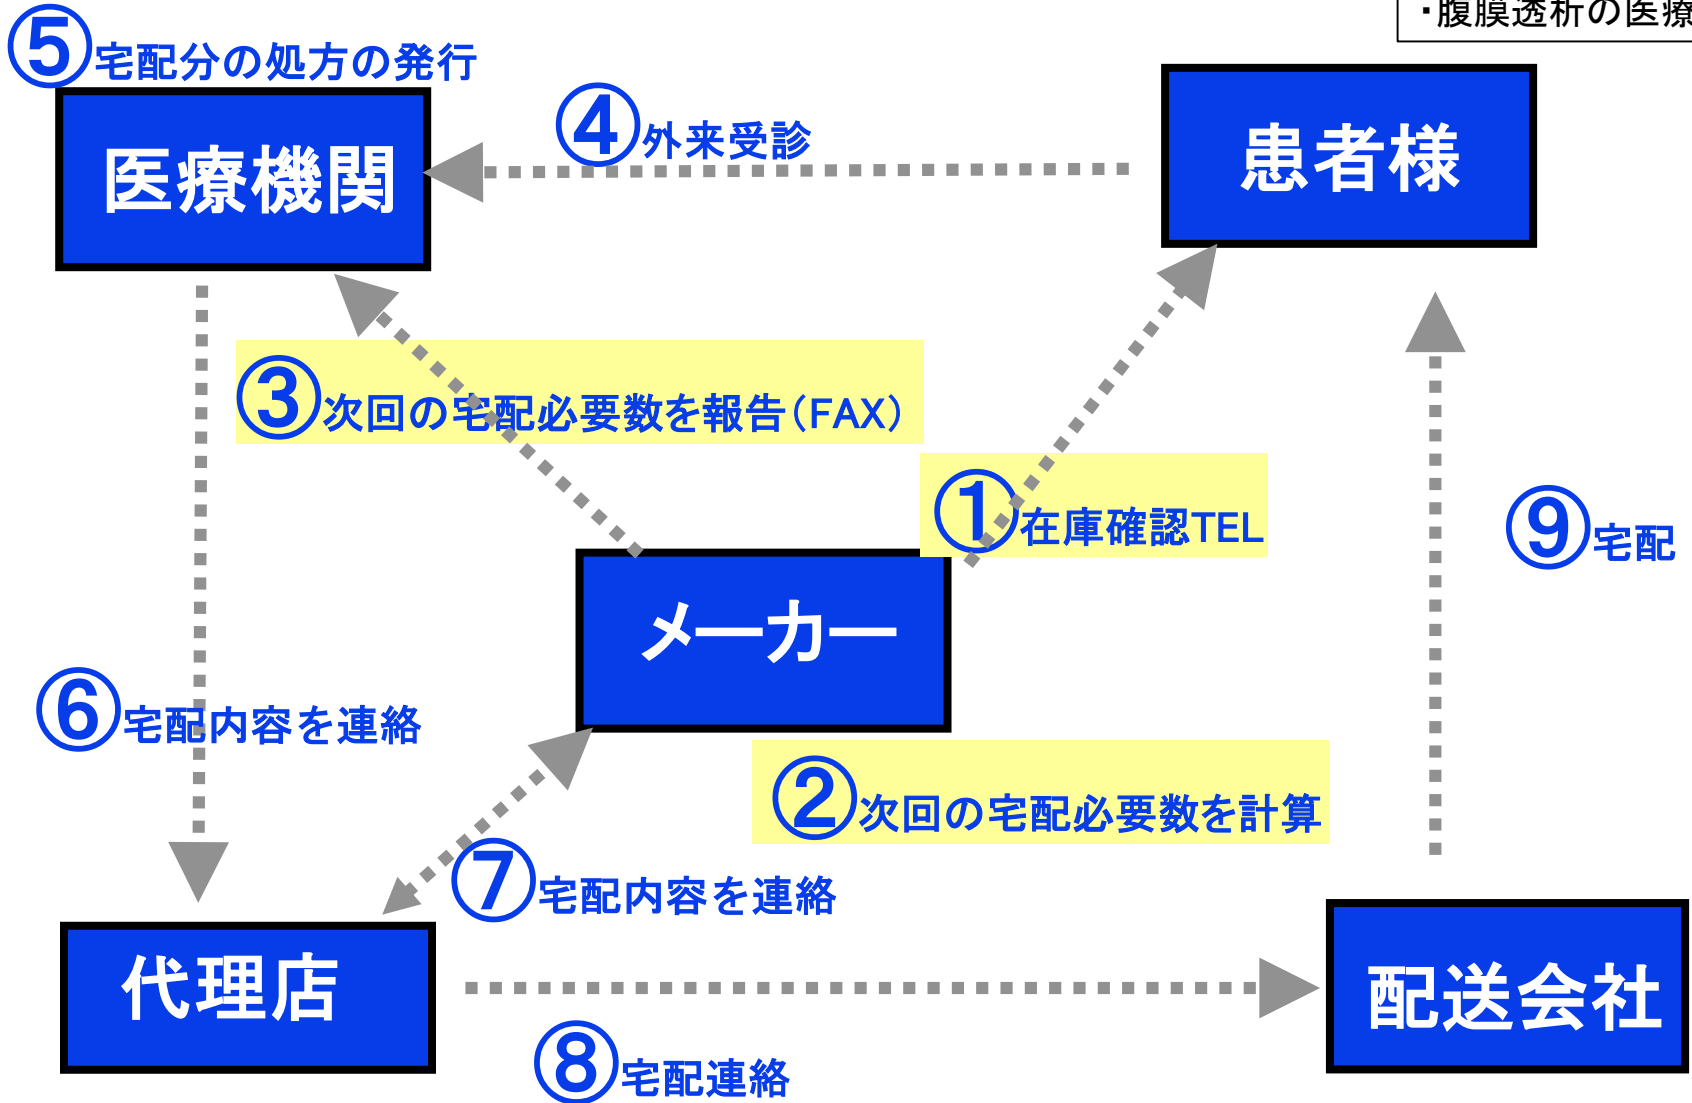 ・腹膜透析の医療
⑤宅配分の処方の発行
医療機関
④外来受診
患者様
③次回の宅配必要数を報告（FAX）
①在庫確認TEL
⑨宅配
メーカー
⑥宅配内容を連絡
②次回の宅配必要数を計算
⑦宅配内容を連絡
代理店
配送会社
⑧宅配連絡